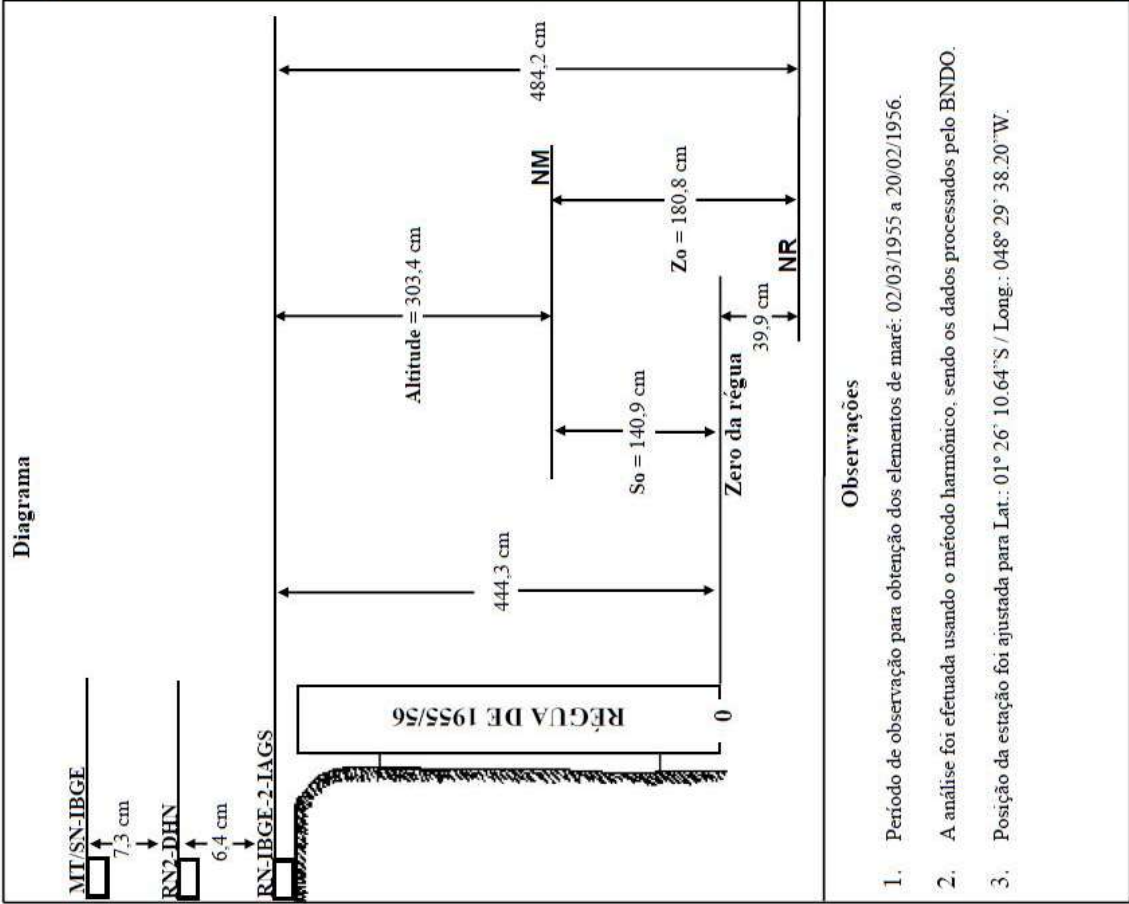 Diagrama
MT/SN-IBGE
7,3 cm
RN2-DHN
6,4 cm
RN-IBGE-2-IAGS
RÉGUA DE 1955/56
0
444,3 cm
Altitude = 303,4 cm
484,2 cm
NM
So = 140,9 cm
Zo = 180,8 cm
Zero da régua
39,9 cm
NR
Observações
1. Período de observação para obtenção dos elementos de maré: 02/03/1955 a 20/02/1956.
2. A análise foi efetuada usando o método harmônico, sendo os dados processados pelo BNDO.
3. Posição da estação foi ajustada para Lat.: 01° 26’ 10.64”S / Long.: 048° 29’ 38.20”W.